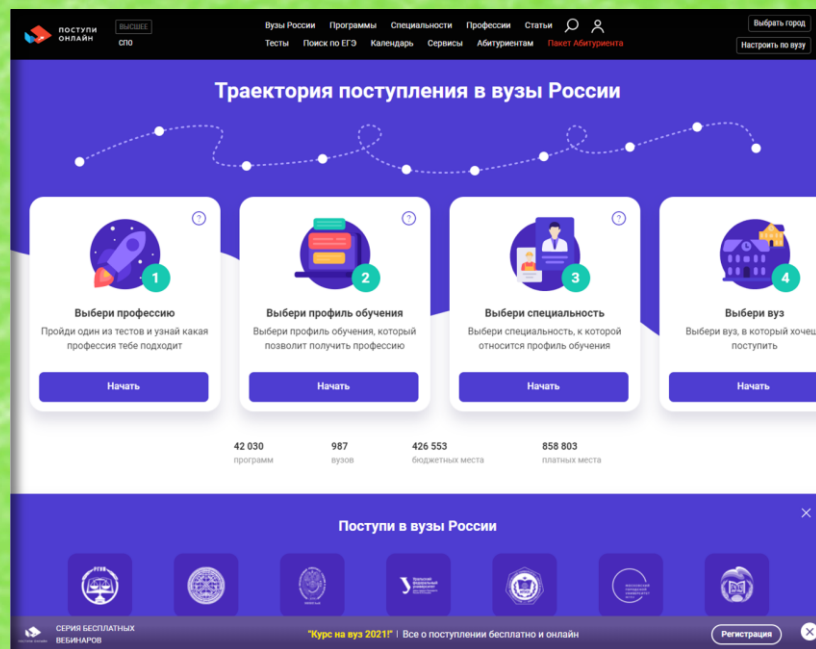 ПОСТУПИ
ОНЛАЙН
ВЫСШЕЕ
СПО
Вузы России Программы Специальности Профессии Статьи
Тесты Поиск по ЕГЭ Календарь Сервисы Абитуриентам Пакет Абитуриента
Выбрать город
Настроить по вузу
Траектория поступления в вузы России
?
1
Выбери профессию
Пройди один из тестов и узнай какая
профессия тебе подходит
Начать
?
2
Выбери профиль обучения
Выбери профиль обучения, который
позволит получить профессию
Начать
?
3
Выбери специальность
Выбери специальность, к которой
относится профиль обучения
Начать
4
Выбери вуз
Выбери вуз, в который хочеш
поступить
Начать
42 030 987 426 553 858 803
программ вузов бюджетных места платных места
Поступи в вузы России
СЕРИЯ БЕСПЛАТНЫХ
ВЕБИНАРОВ
"Курс на вуз 2021!" | Все о поступлении бесплатно и онлайн
Регистрация